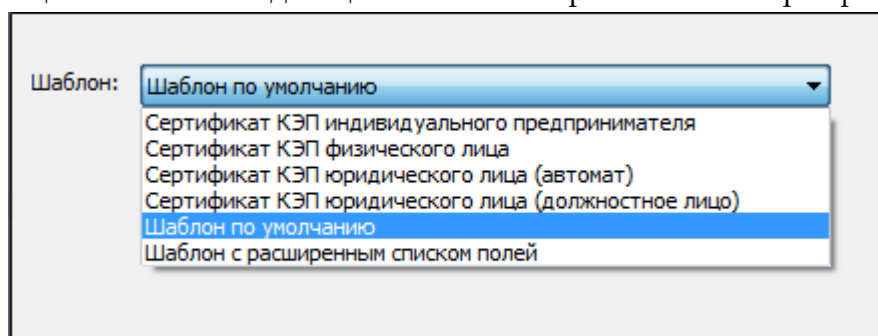 Шаблон: Шаблон по умолчанию
Сертификат КЭП индивидуального предпринимателя
Сертификат КЭП физического лица
Сертификат КЭП юридического лица (автомат)
Сертификат КЭП юридического лица (должностное лицо)
Шаблон по умолчанию
Шаблон с расширенным списком полей